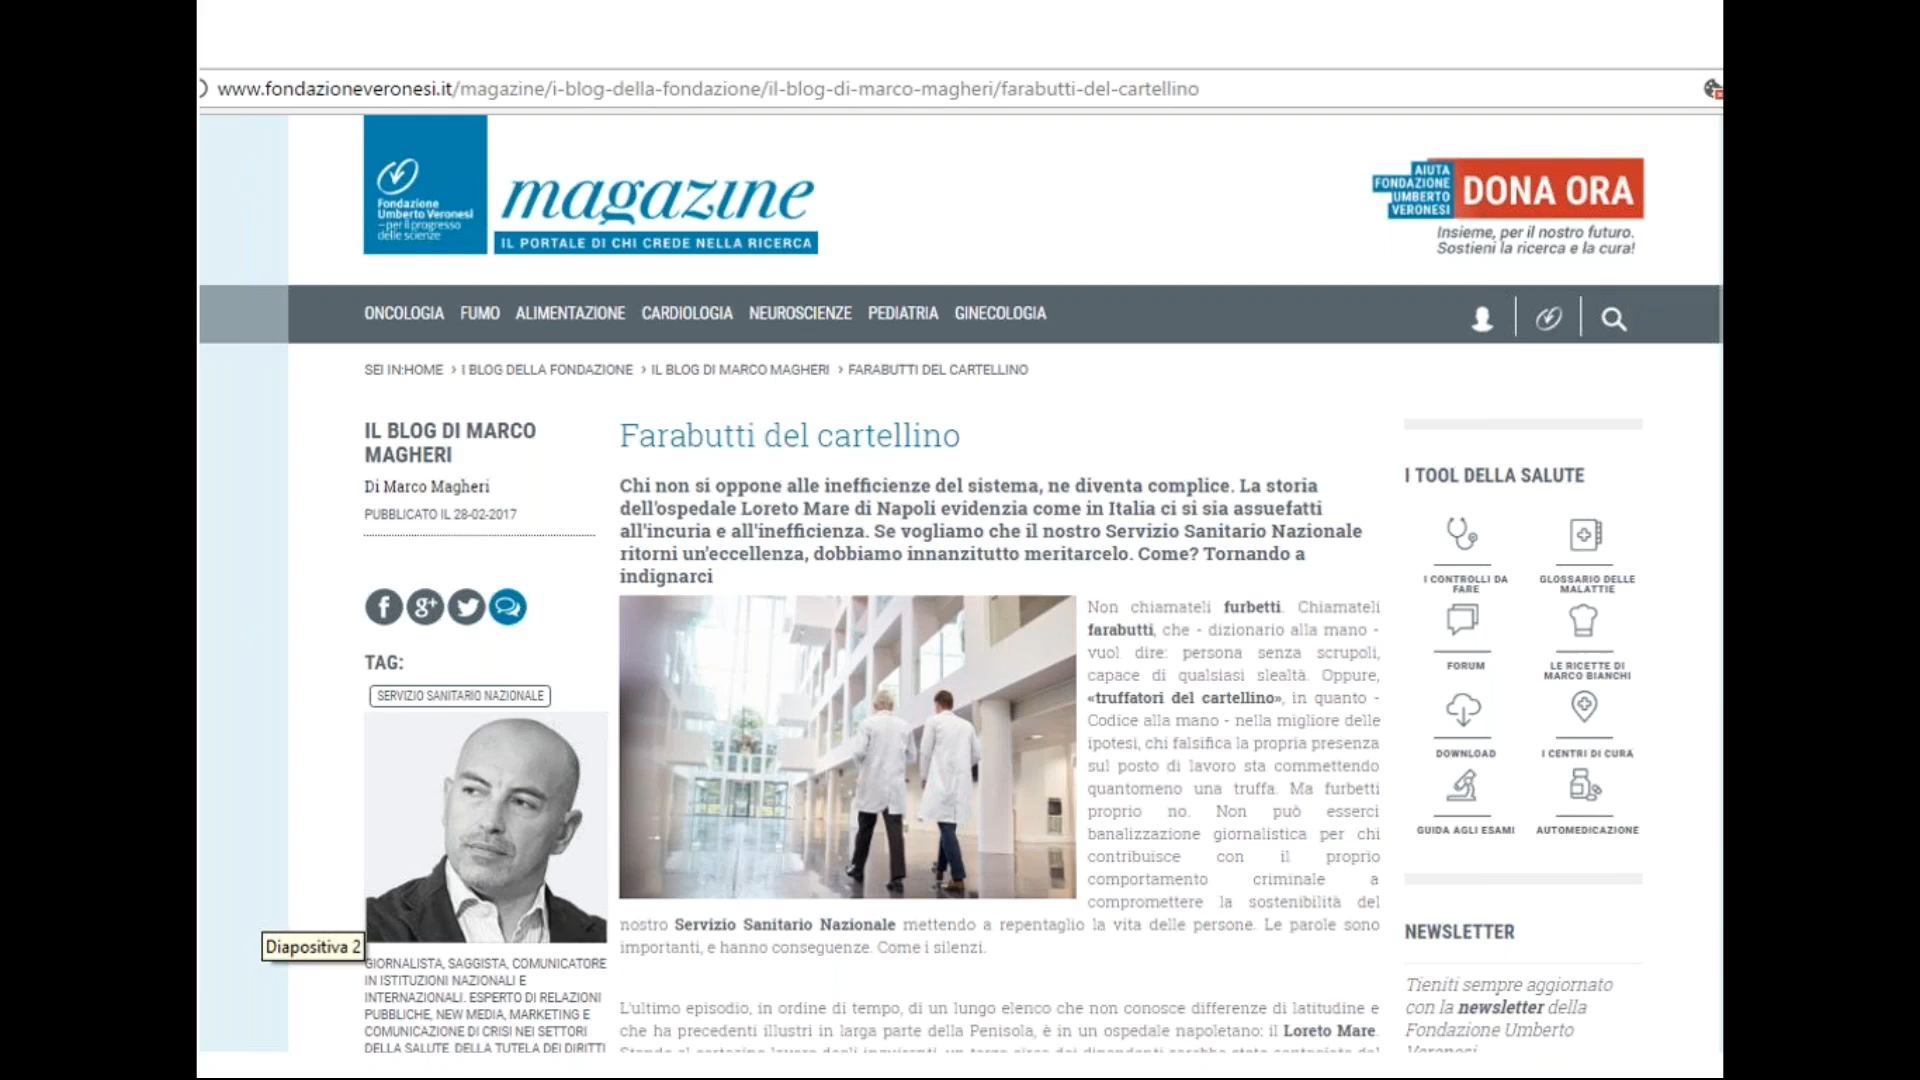 www.fondazioneveronesi.it/magazine/i-blog-della-fondazione/il-blog-di-marco-magheri/farabutti-del-cartellino
Fondazione
Umberto Veronesi
– per il progresso
delle scienze
magazine
IL PORTALE DI CHI CREDE NELLA RICERCA
AIUTA
FONDAZIONE
UMBERTO
VERONESI
DONA ORA
Insieme, per il nostro futuro.
Sostieni la ricerca e la cura!
ONCOLOGIA FUMO ALIMENTAZIONE CARDIOLOGIA NEUROSCIENZE PEDIATRIA GINECOLOGIA
SEI IN:HOME › I BLOG DELLA FONDAZIONE › IL BLOG DI MARCO MAGHERI › FARABUTTI DEL CARTELLINO
IL BLOG DI MARCO
MAGHERI
Di Marco Magheri
PUBBLICATO IL 28-02-2017
TAG:
SERVIZIO SANITARIO NAZIONALE
Diapositiva 2
GIORNALISTA, SAGGISTA, COMUNICATORE
IN ISTITUZIONI NAZIONALI E
INTERNAZIONALI. ESPERTO DI RELAZIONI
PUBBLICHE, NEW MEDIA, MARKETING E
COMUNICAZIONE DI CRISI NEI SETTORI
DELLA SALUTE, DELLA TUTELA DEI DIRITTI
Farabutti del cartellino
Chi non si oppone alle inefficienze del sistema, ne diventa complice. La storia
dell'ospedale Loreto Mare di Napoli evidenzia come in Italia ci si sia assuefatti
all'incuria e all'inefficienza. Se vogliamo che il nostro Servizio Sanitario Nazionale
ritorni un'eccellenza, dobbiamo innanzitutto meritarcelo. Come? Tornando a
indignarci
Non chiamateli furbetti. Chiamateli
farabutti, che - dizionario alla mano -
vuol dire: persona senza scrupoli,
capace di qualsiasi slealtà. Oppure,
«truffatori del cartellino», in quanto -
Codice alla mano - nella migliore delle
ipotesi, chi falsifica la propria presenza
sul posto di lavoro sta commettendo
quantomeno una truffa. Ma furbetti
proprio no. Non può esserci
banalizzazione giornalistica per chi
contribuisce con il proprio
comportamento criminale a
compromettere la sostenibilità del
nostro Servizio Sanitario Nazionale mettendo a repentaglio la vita delle persone. Le parole sono
importanti, e hanno conseguenze. Come i silenzi.
L'ultimo episodio, in ordine di tempo, di un lungo elenco che non conosce differenze di latitudine e
che ha precedenti illustri in larga parte della Penisola, è in un ospedale napoletano: il Loreto Mare.
I TOOL DELLA SALUTE
I CONTROLLI DA
FARE
GLOSSARIO DELLE
MALATTIE
FORUM
LE RICETTE DI
MARCO BIANCHI
DOWNLOAD
I CENTRI DI CURA
GUIDA AGLI ESAMI
AUTOMEDICAZIONE
NEWSLETTER
Tieniti sempre aggiornato
con la newsletter della
Fondazione Umberto
Veronesi